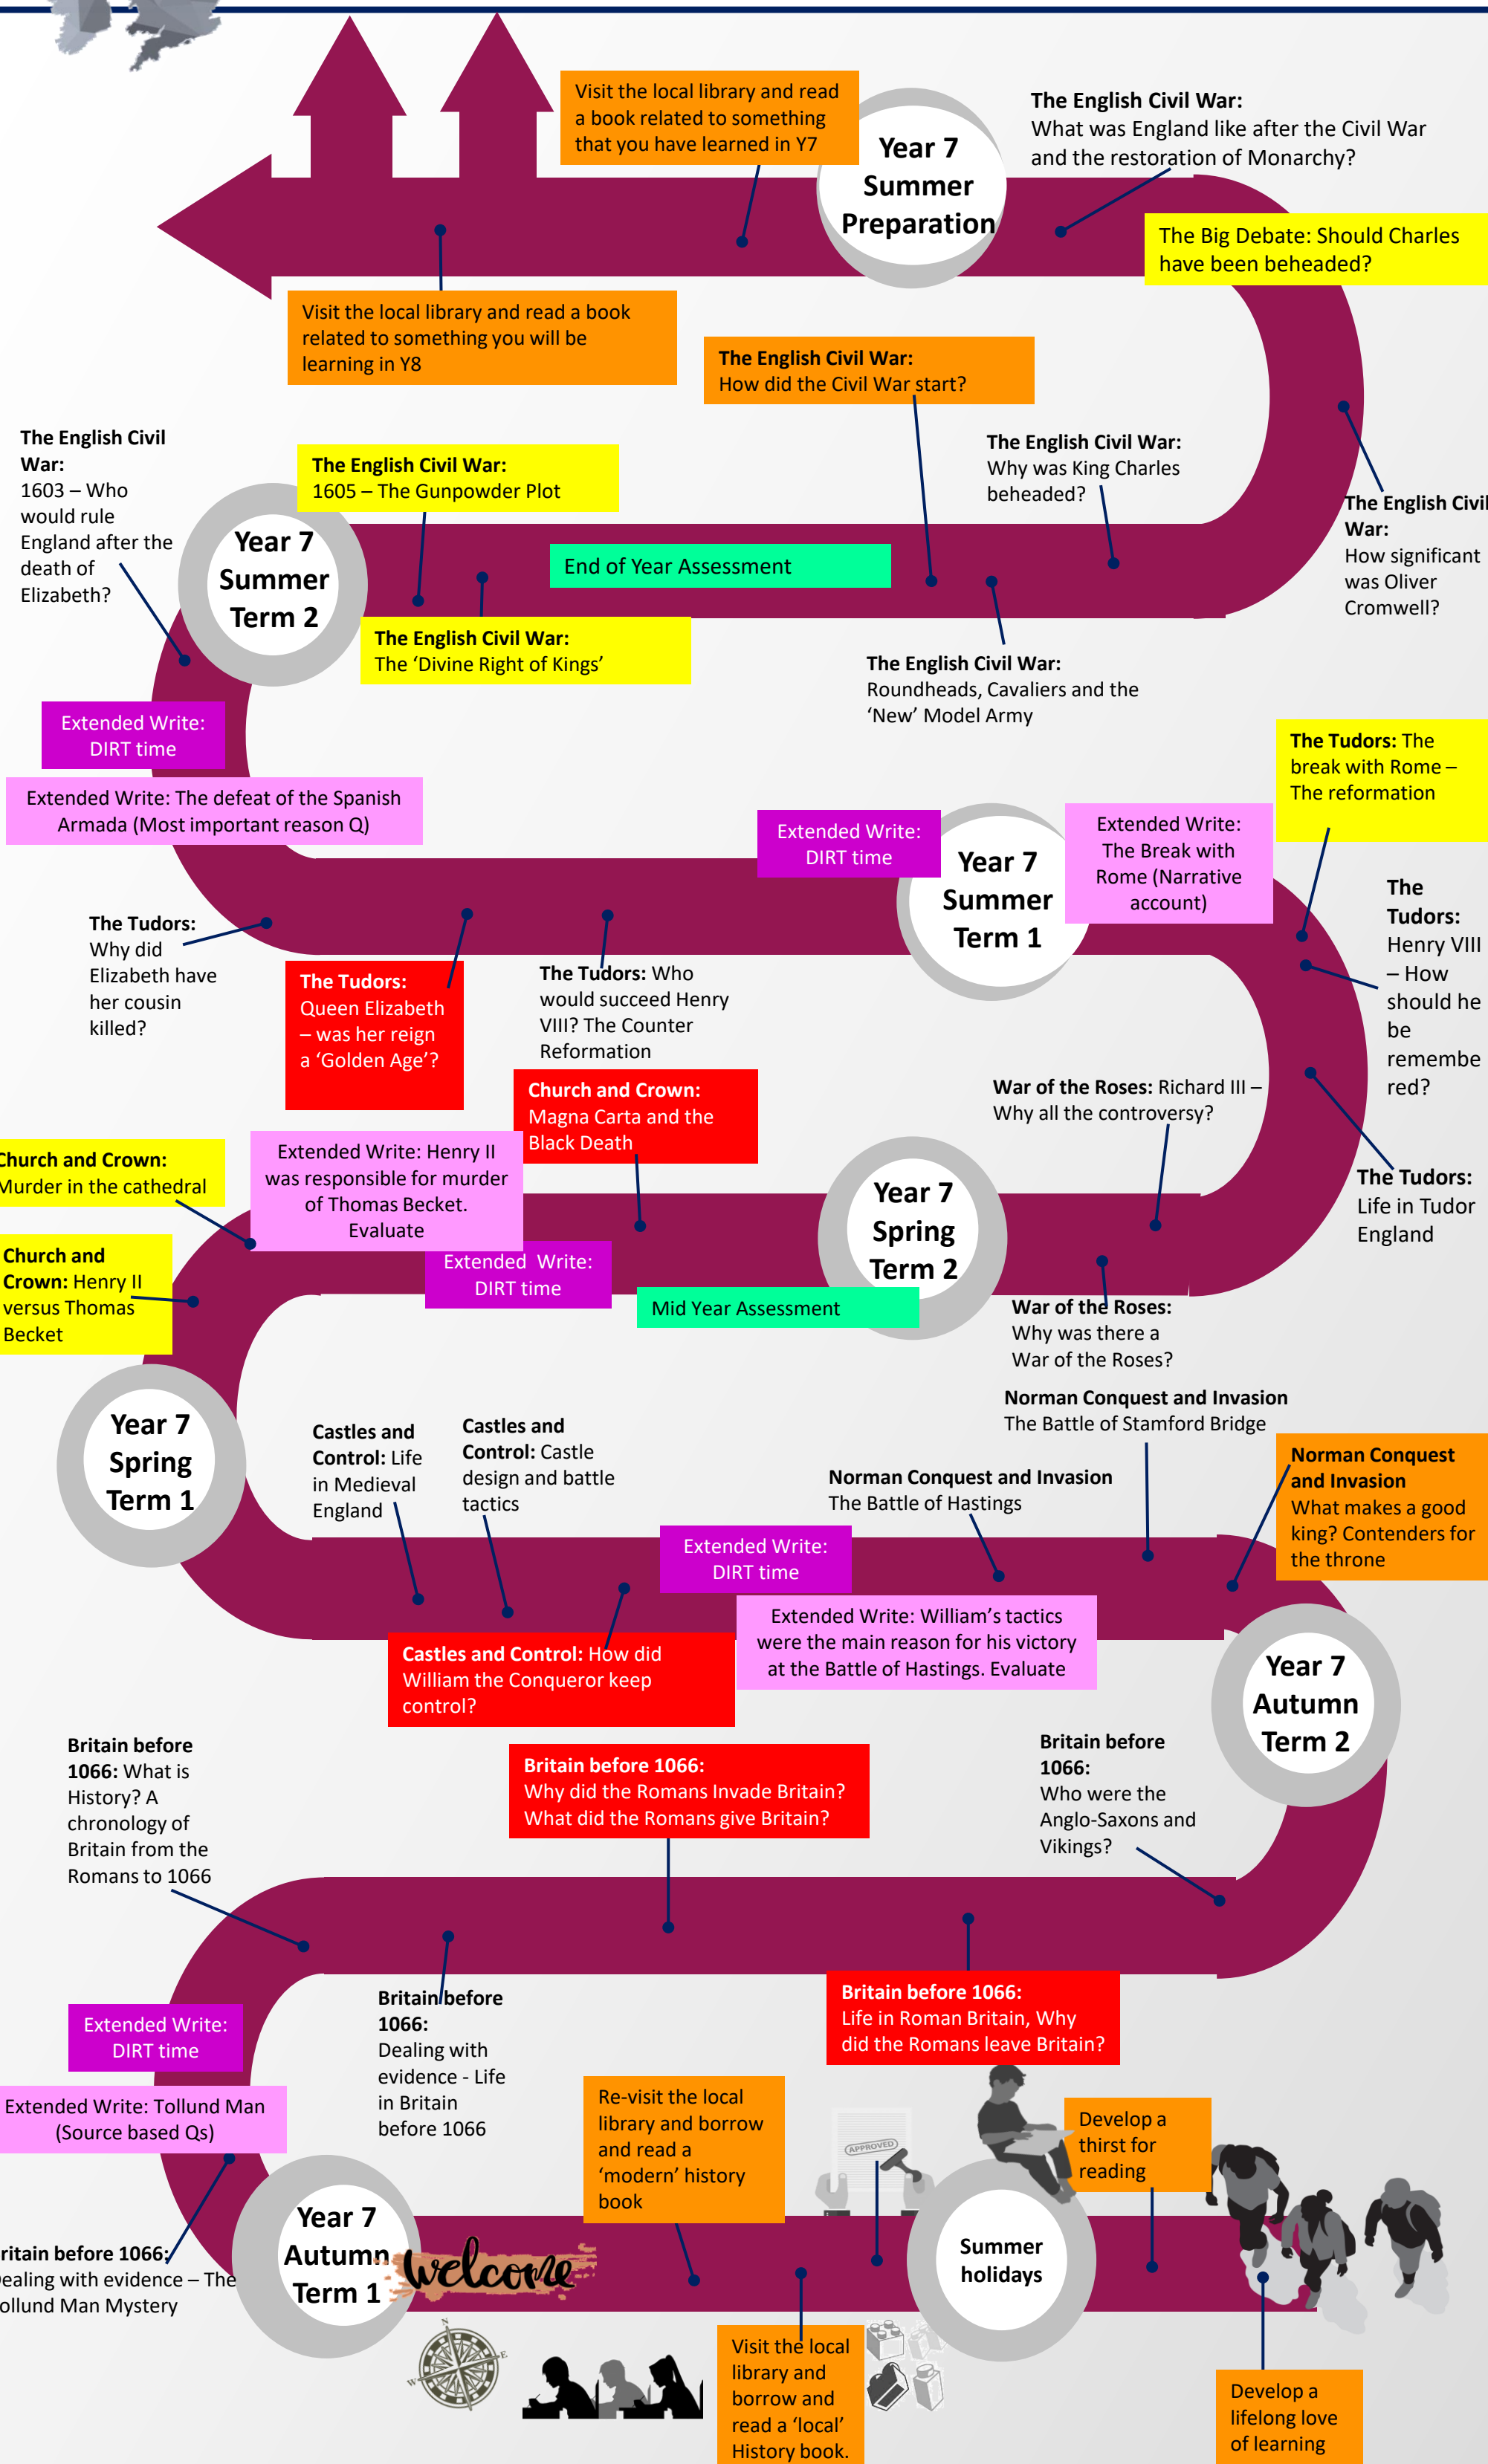 Visit the local library and read
a book related to something
that you have learned in Y7
Year 7
Summer
Preparation
The English Civil War:
What was England like after the Civil War
and the restoration of Monarchy?
The Big Debate: Should Charles
have been beheaded?
Visit the local library and read a book
related to something you will be
learning in Y8
The English Civil War:
How did the Civil War start?
The English Civil War:
Why was King Charles
beheaded?
The English Civil
War:
How significant
was Oliver
Cromwell?
The English Civil
War:
1603 – Who
would rule
England after the
death of
Elizabeth?
The English Civil War:
1605 – The Gunpowder Plot
Year 7
Summer
Term 2
End of Year Assessment
The English Civil War:
The ‘Divine Right of Kings’
The English Civil War:
Roundheads, Cavaliers and the
‘New’ Model Army
Extended Write:
DIRT time
Extended Write: The defeat of the Spanish
Armada (Most important reason Q)
The Tudors: The
break with Rome –
The reformation
Extended Write:
DIRT time
Year 7
Summer
Term 1
Extended Write:
The Break with
Rome (Narrative
account)
The
Tudors:
Henry VIII
– How
should he
be
remembe
red?
The Tudors:
Why did
Elizabeth have
her cousin
killed?
The Tudors:
Queen Elizabeth
– was her reign
a ‘Golden Age’?
The Tudors: Who
would succeed Henry
VIII? The Counter
Reformation
Church and Crown:
Magna Carta and the
Black Death
War of the Roses: Richard III –
Why all the controversy?
The Tudors:
Life in Tudor
England
Church and Crown:
Murder in the cathedral
Extended Write: Henry II
was responsible for murder
of Thomas Becket.
Evaluate
Year 7
Spring
Term 2
Church and
Crown: Henry II
versus Thomas
Becket
Extended Write:
DIRT time
Mid Year Assessment
War of the Roses:
Why was there a
War of the Roses?
Year 7
Spring
Term 1
Castles and
Control: Life
in Medieval
England
Castles and
Control: Castle
design and battle
tactics
Norman Conquest and Invasion
The Battle of Stamford Bridge
Norman Conquest and Invasion
The Battle of Hastings
Norman Conquest
and Invasion
What makes a good
king? Contenders for
the throne
Extended Write:
DIRT time
Extended Write: William’s tactics
were the main reason for his victory
at the Battle of Hastings. Evaluate
Castles and Control: How did
William the Conqueror keep
control?
Year 7
Autumn
Term 2
Britain before
1066: What is
History? A
chronology of
Britain from the
Romans to 1066
Britain before 1066:
Why did the Romans Invade Britain?
What did the Romans give Britain?
Britain before
1066:
Who were the
Anglo-Saxons and
Vikings?
Britain before
1066:
Dealing with
evidence - Life
in Britain
before 1066
Britain before 1066:
Life in Roman Britain, Why
did the Romans leave Britain?
Extended Write:
DIRT time
Extended Write: Tollund Man
(Source based Qs)
Re-visit the local
library and borrow
and read a
‘modern’ history
book
APPROVED
Develop a
thirst for
reading
Year 7
Autumn
Term 1
welcome
Summer
holidays
ritain before 1066:
ealing with evidence – The
ollund Man Mystery
N
E
S
W
Visit the local
library and
borrow and
read a ‘local’
History book.
Develop a
lifelong love
of learning